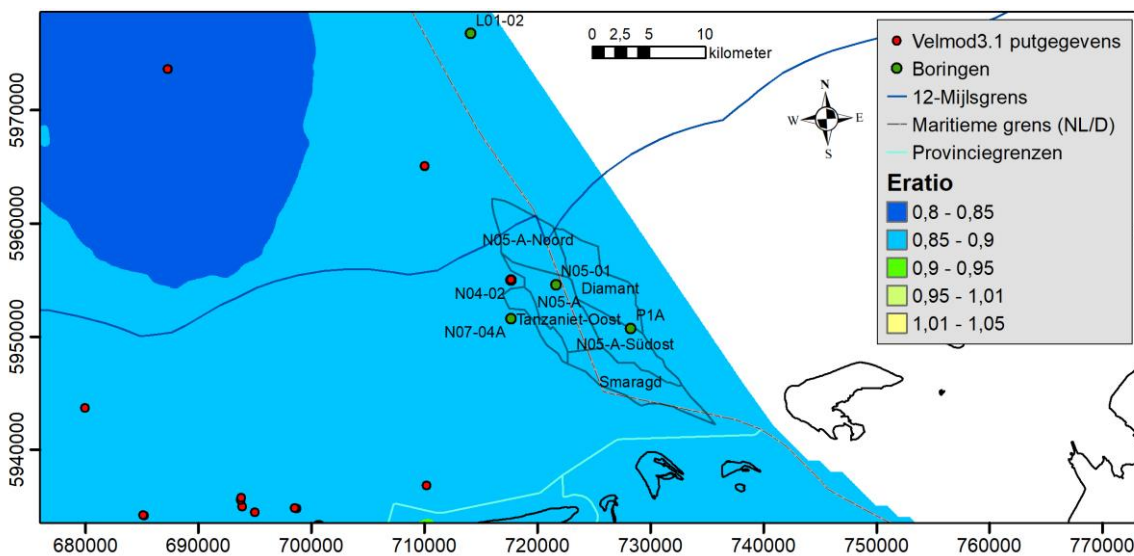 L01-02
0 2,5 5 10
kilometer
N
W E
S
Velmod3.1 putgegevens
Boringen
12-Mijlsgrens
Maritieme grens (NL/D)
Provinciegrenzen
Eratio
0,8 - 0,85
0,85 - 0,9
0,9 - 0,95
0,95 - 1,01
1,01 - 1,05
N05-A-Noord
N05-01
Diamant
N04-02
N05-A
P1A
Tanzaniet-Oost
N07-04A
N05-A-Südost
Smaragd
5970000
5960000
5950000
5940000
680000 690000 700000 710000 720000 730000 740000 750000 760000 770000